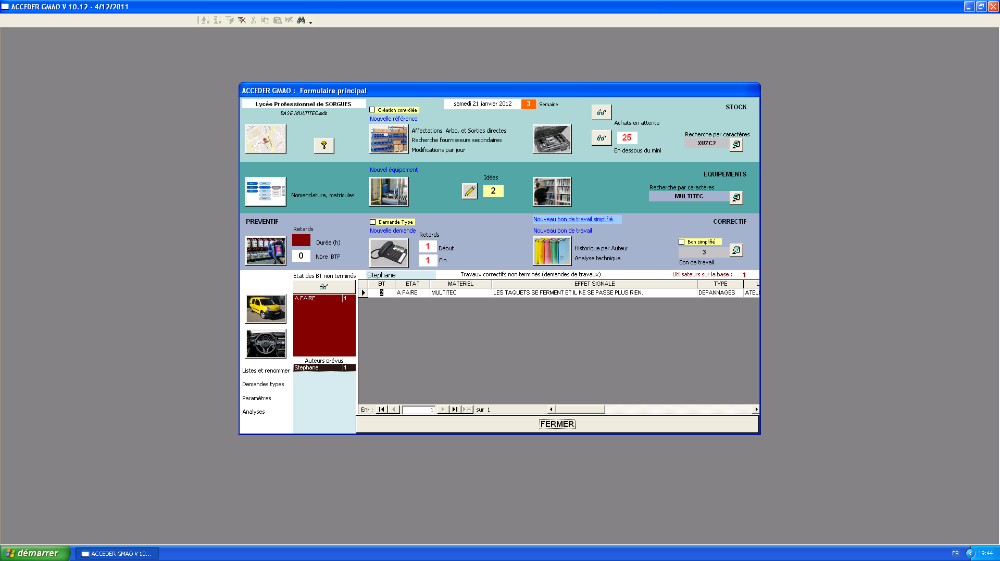 ACCEDER GMAO V 10.12 - 4/12/2011
ACCEDER GMAO :  Formulaire principal
Lycée Professionnel de SORGUES
BASE MULTITEC.mdb
Création contrôlée
Nouvelle référence
samedi 21 janvier 2012
3
Semaine
STOCK
Affectations  Arbo. et Sorties directes
Recherche fournisseurs secondaires
Modifications par jour
?
Achats en attente
25
En dessous du mini
Recherche par caractères
XUZC2
Nouvel équipement
EQUIPEMENTS
Nomenclature, matricules
Idées
2
Recherche par caractères
MULTITEC
PREVENTIF
Retards
Durée (h)
0
Nbre  BTP
Demande Type
Nouvelle demande
Retards
1
Début
1
Fin
Nouveau bon de travail simplifié
Nouveau bon de travail
Historique par Auteur
Analyse technique
CORRECTIF
Bon simplifié
3
Bon de travail
Etat des BT non terminés
Stephane
Travaux correctifs non terminés (demandes de travaux)
Utilisateurs sur la base :
1
BT ETAT MATERIEL EFFET SIGNALE TYPE L
2 A FAIRE MULTITEC LES TAQUETS SE FERMENT ET IL NE SE PASSE PLUS RIEN. DEPANNAGES ATELI
A FAIRE 1
Auteurs prévus
Stephane 1
Listes et renommer
Demandes types
Paramètres
Analyses
Enr : 1 sur 1
FERMER
démarrer
ACCEDER GMAO V 10...
FR
19:44